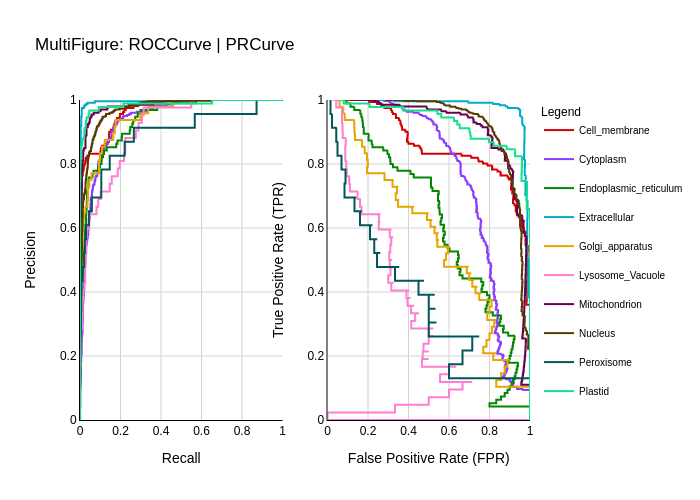 MultiFigure: ROCCurve | PRCurve
Precision
1
0.8
0.6
0.4
0.2
0
0
0.2
0.4
0.6
0.8
1
Recall
True Positive Rate (TPR)
1
0.8
0.6
0.4
0.2
0
0
0.2
0.4
0.6
0.8
1
False Positive Rate (FPR)
Legend
Cell_membrane
Cytoplasm
Endoplasmic_reticulum
Extracellular
Golgi_apparatus
Lysosome_Vacuole
Mitochondrion
Nucleus
Peroxisome
Plastid